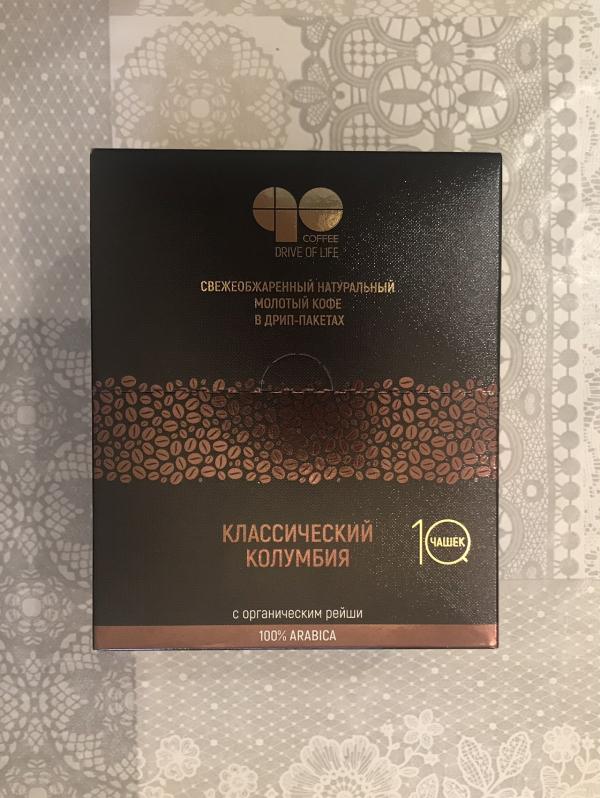 COFFEE
DRIVE OF LIFE
СВЕЖЕОБЖАРЕННЫЙ НАТУРАЛЬНЫЙ
МОЛОТЫЙ КОФЕ
В ДРИП-ПАКЕТАХ
КЛАССИЧЕСКИЙ
КОЛУМБИЯ
10 ЧАШЕК
с органическим рейши
100% ARABICA